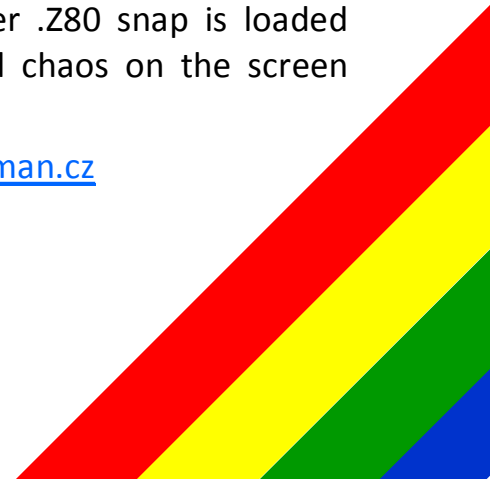 er .Z80 snap is loaded
d chaos on the screen
man.cz